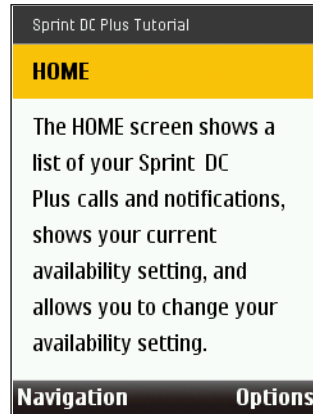 Sprint DC Plus Tutorial
HOME
The HOME screen shows a
list of your Sprint DC
Plus calls and notifications,
shows your current
availability setting, and
allows you to change your
availability setting.
Navigation Options